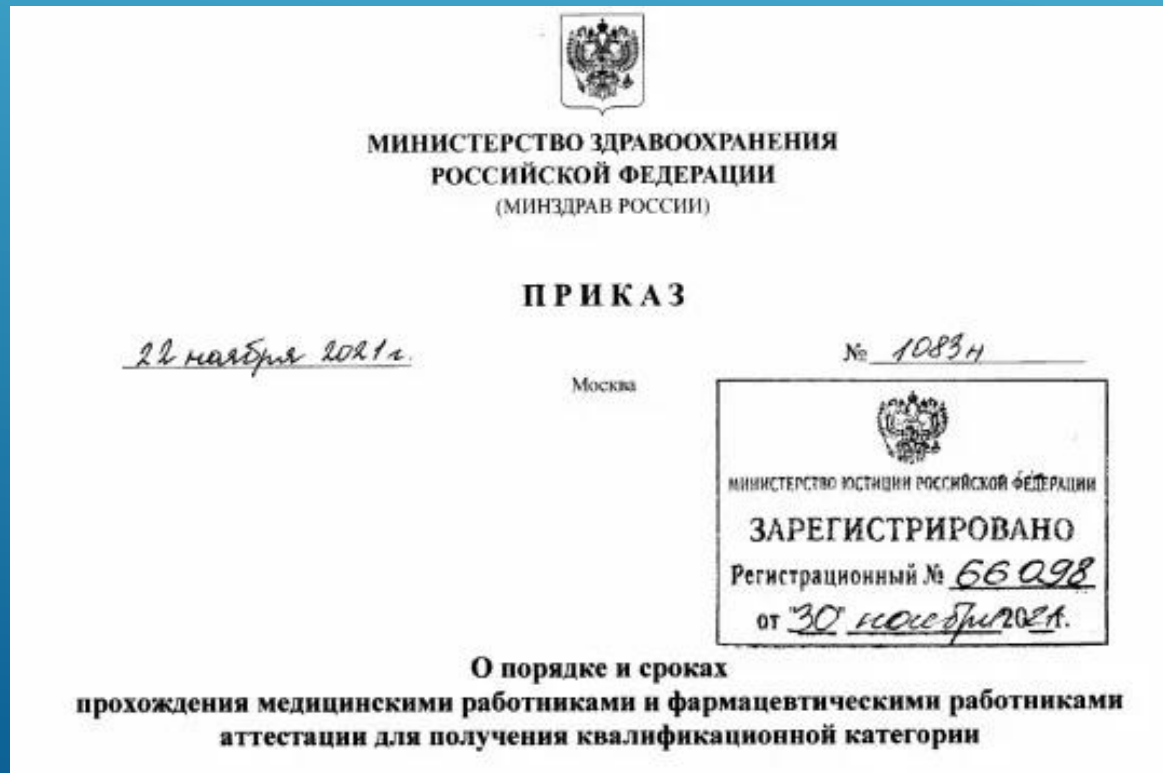 МИНИСТЕРСТВО ЗДРАВООХРАНЕНИЯ
РОССИЙСКОЙ ФЕДЕРАЦИИ
(МИНЗДРАВ РОССИИ)
ПРИКАЗ
22 ноября 2021 г.
№ 1083н
Москва
МИНИСТЕРСТВО ЮСТИЦИИ РОССИЙСКОЙ ФЕДЕРАЦИИ
ЗАРЕГИСТРИРОВАНО
Регистрационный № 66098
от "30" ноября 2021г.
О порядке и сроках
прохождения медицинскими работниками и фармацевтическими работниками
аттестации для получения квалификационной категории